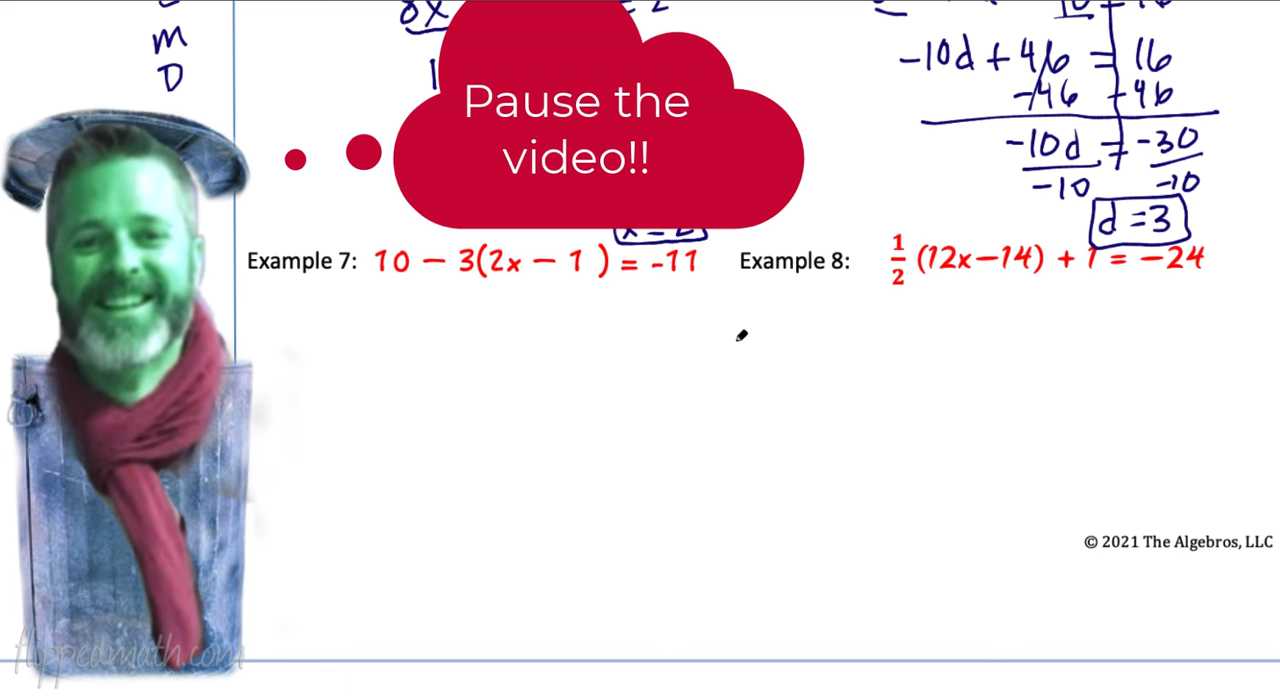 m
D
8x
Pause the
video!!
-10d + 46 = 16
-46 -46
-10d = -30
-10 -10
d = 3
Example 7: 10 − 3(2x − 1 ) = -11
Example 8: 1/2 (12x−14) + 1 = −24
© 2021 The Algebros, LLC
flippedmath.com